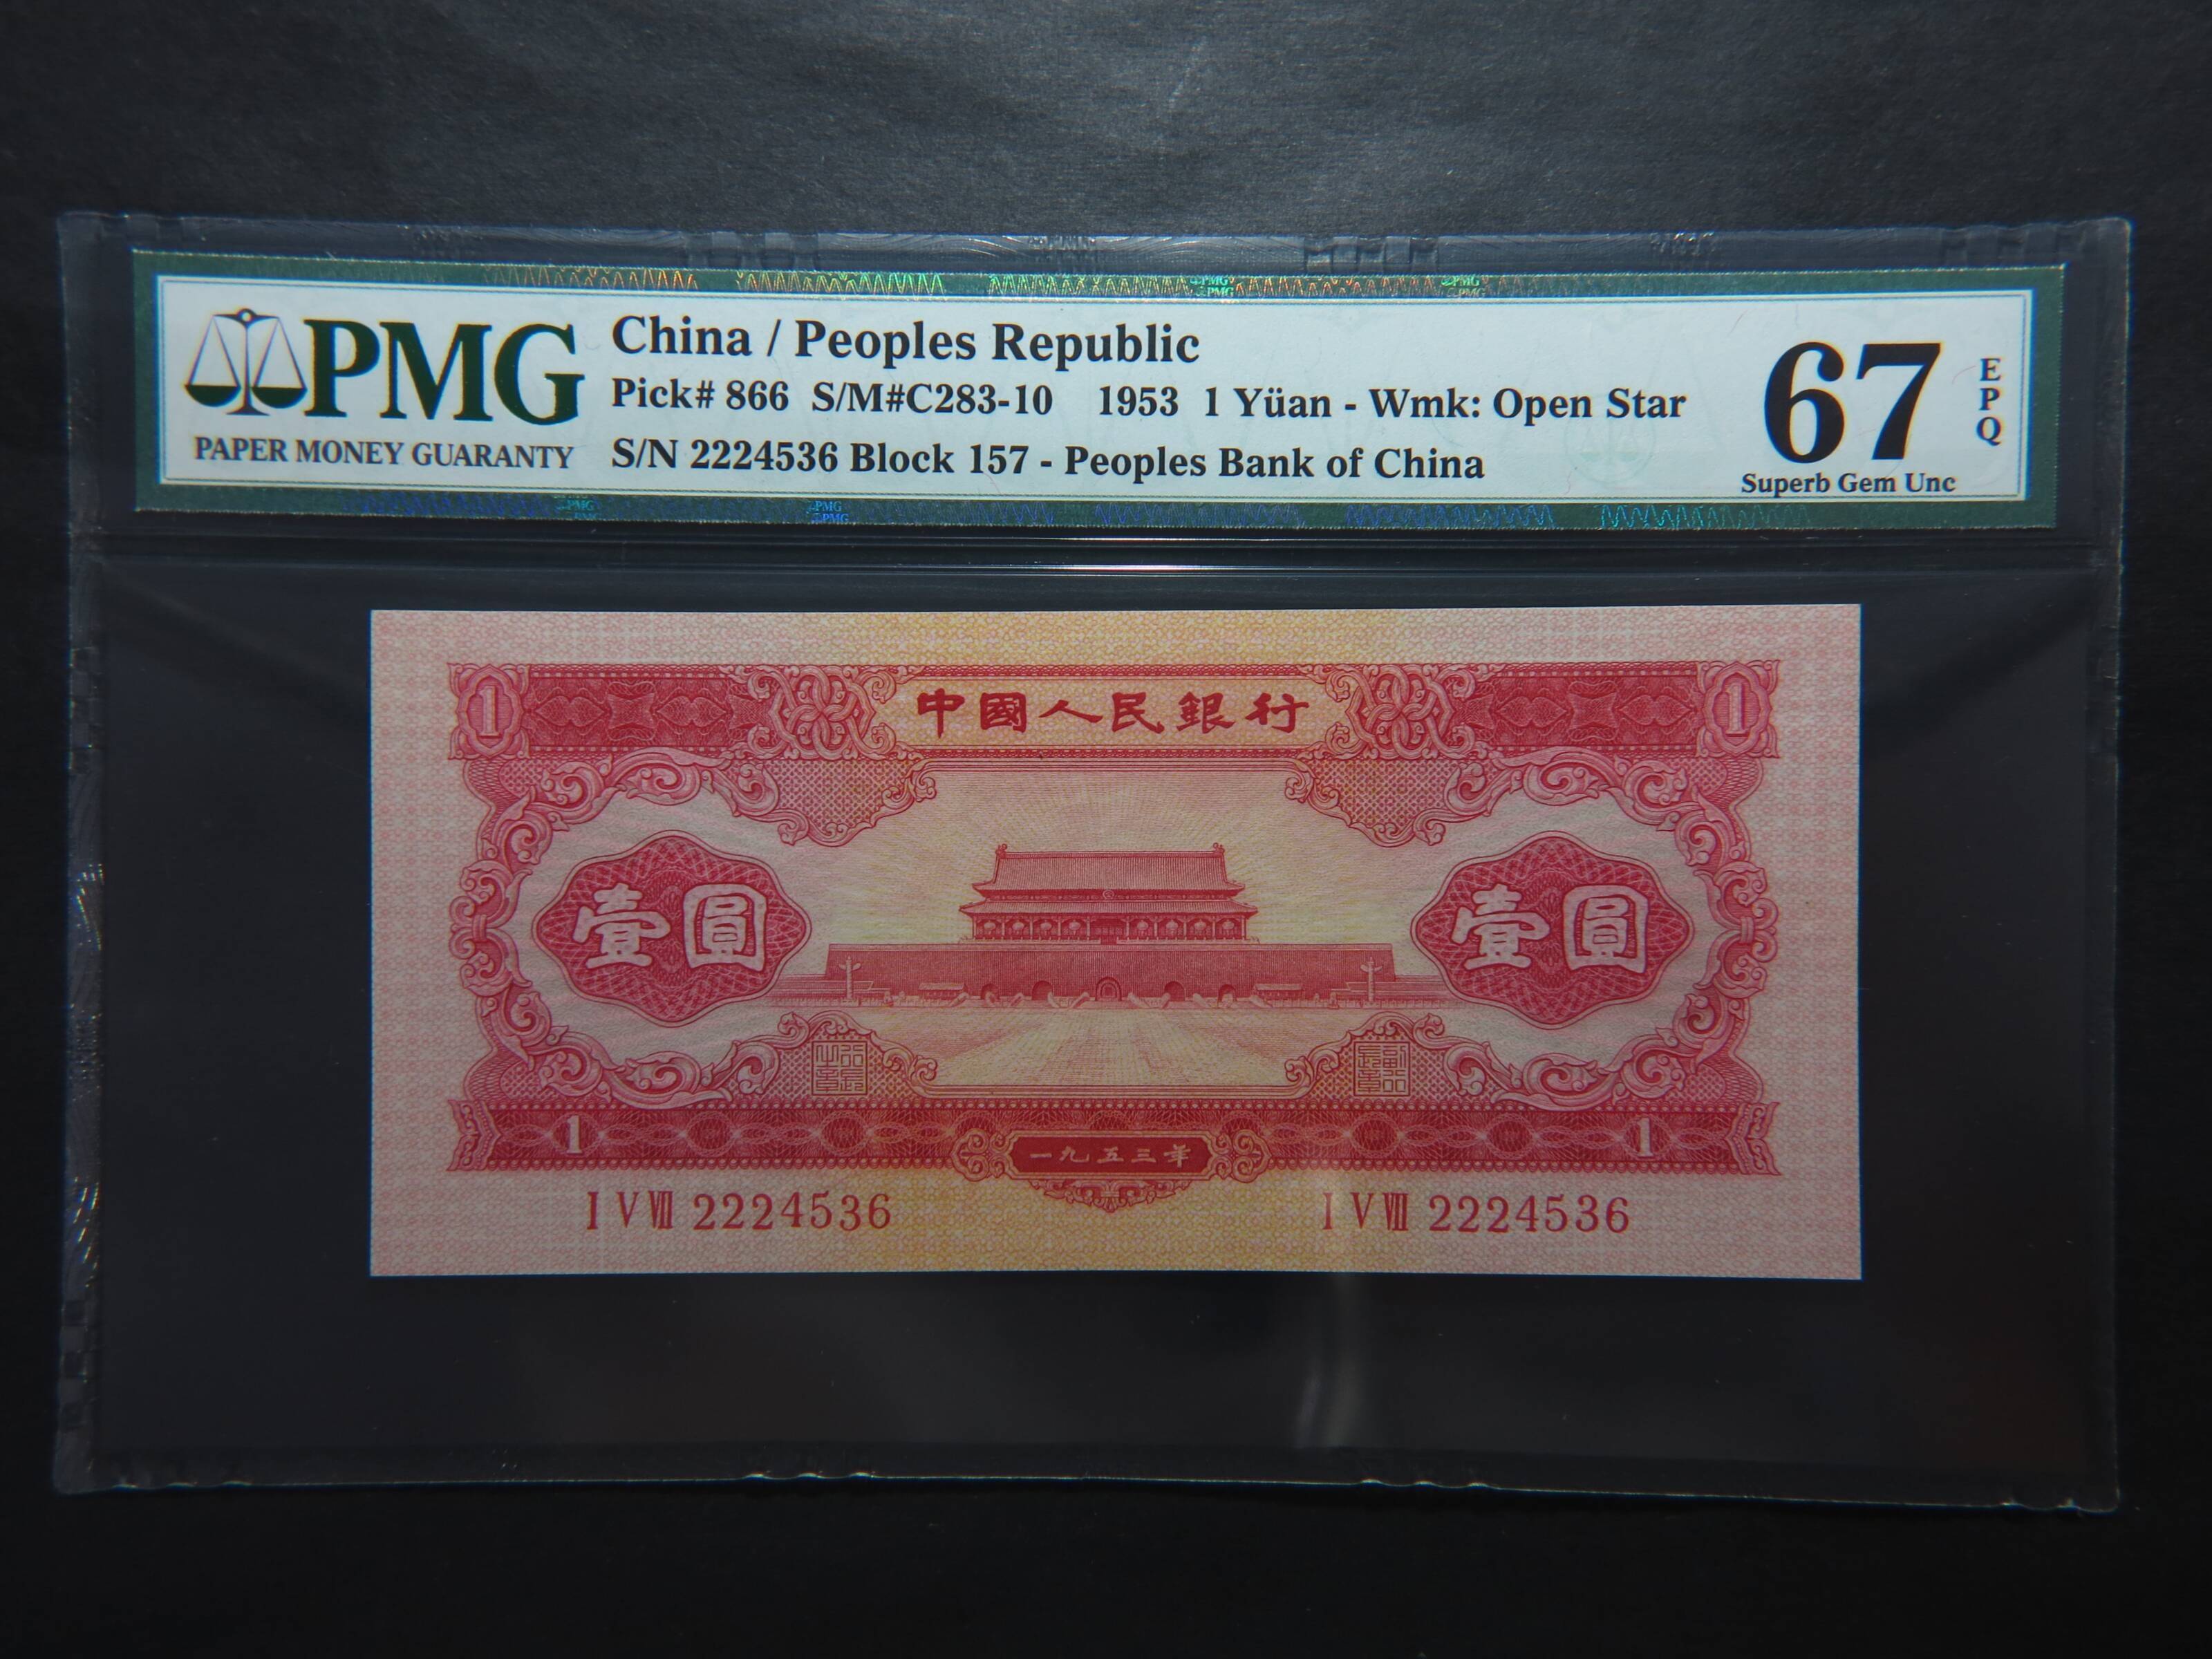 PMG
PAPER MONEY GUARANTY
China / Peoples Republic
Pick# 866 S/M#C283-10 1953 1 Yüan - Wmk: Open Star
S/N 2224536 Block 157 - Peoples Bank of China
67
EPQ
Superb Gem Unc
1 中國人民銀行 1
壹圓 壹圓
1 一九五三年 1
I V VII 2224536 I V VII 2224536